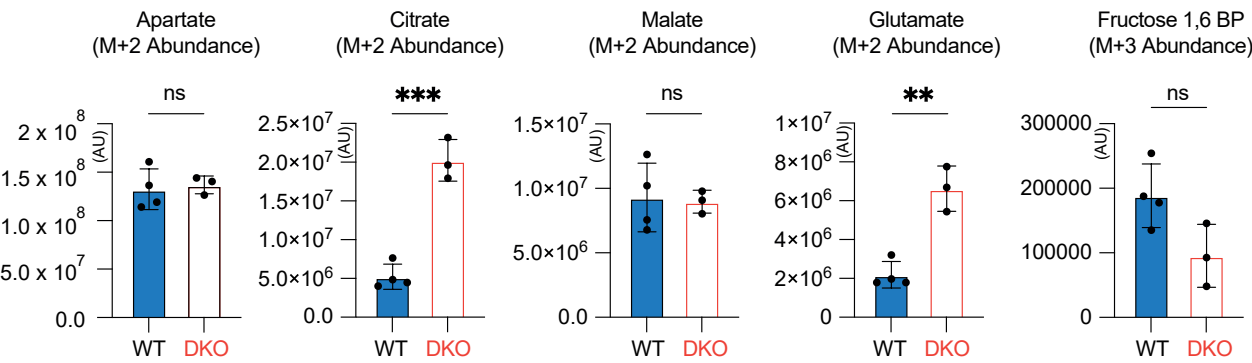 Apartate
(M+2 Abundance)
ns
2 x 10^8
1.5 x 10^8
1.0 x 10^8
5.0 x 10^7
0.0
(AU)
WT DKO
Citrate
(M+2 Abundance)
***
2.5×10^7
2.0×10^7
1.5×10^7
1.0×10^7
5.0×10^6
0.0
(AU)
WT DKO
Malate
(M+2 Abundance)
ns
1.5×10^7
1.0×10^7
5.0×10^6
0.0
(AU)
WT DKO
Glutamate
(M+2 Abundance)
**
1×10^7
8×10^6
6×10^6
4×10^6
2×10^6
0
(AU)
WT DKO
Fructose 1,6 BP
(M+3 Abundance)
ns
300000
200000
100000
0
(AU)
WT DKO